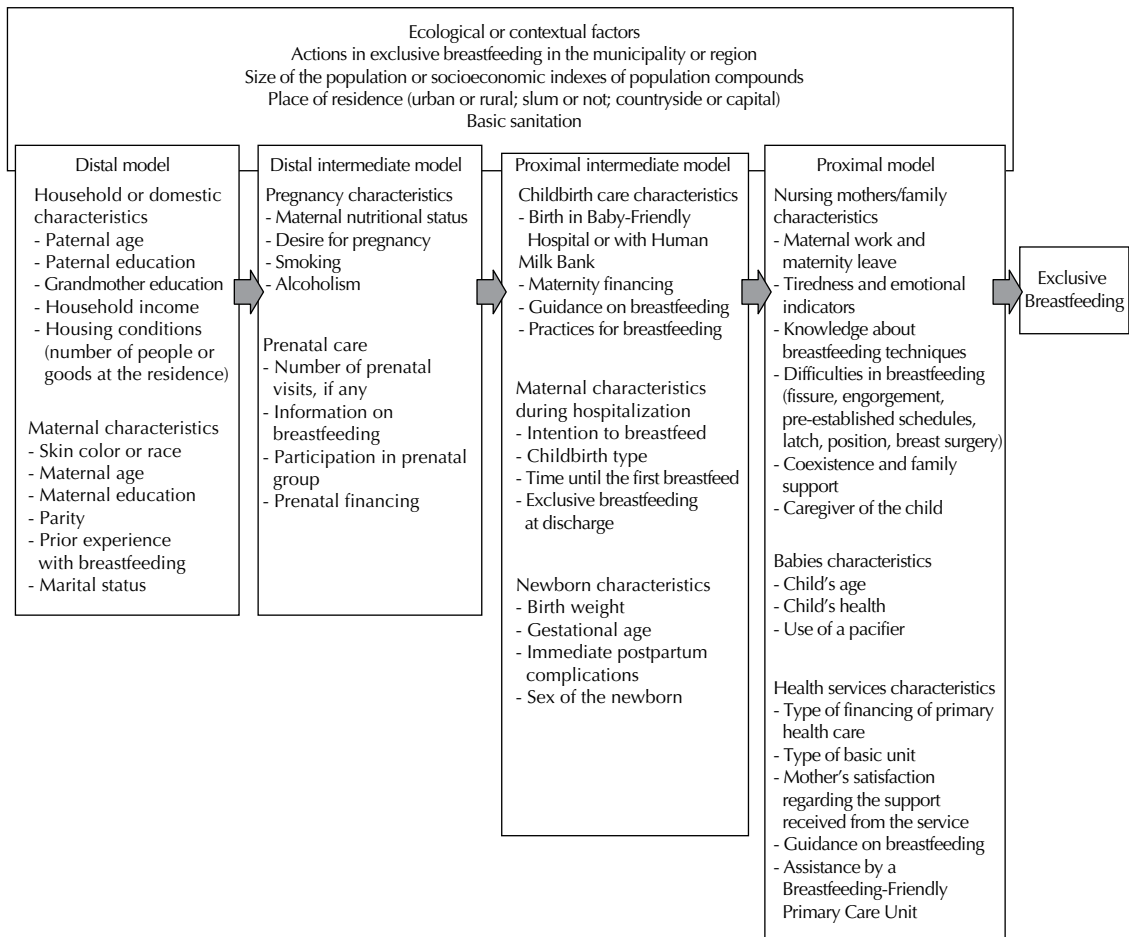 Ecological or contextual factors
Actions in exclusive breastfeeding in the municipality or region
Size of the population or socioeconomic indexes of population compounds
Place of residence (urban or rural; slum or not; countryside or capital)
Basic sanitation
Distal model
Household or domestic
characteristics
- Paternal age
- Paternal education
- Grandmother education
- Household income
- Housing conditions
(number of people or
goods at the residence)
Maternal characteristics
- Skin color or race
- Maternal age
- Maternal education
- Parity
- Prior experience
with breastfeeding
- Marital status
Distal intermediate model
Pregnancy characteristics
- Maternal nutritional status
- Desire for pregnancy
- Smoking
- Alcoholism
Prenatal care
- Number of prenatal
visits, if any
- Information on
breastfeeding
- Participation in prenatal
group
- Prenatal financing
Proximal intermediate model
Childbirth care characteristics
- Birth in Baby-Friendly
Hospital or with Human
Milk Bank
- Maternity financing
- Guidance on breastfeeding
- Practices for breastfeeding
Maternal characteristics
during hospitalization
- Intention to breastfeed
- Childbirth type
- Time until the first breastfeed
- Exclusive breastfeeding
at discharge
Newborn characteristics
- Birth weight
- Gestational age
- Immediate postpartum
complications
- Sex of the newborn
Proximal model
Nursing mothers/family
characteristics
- Maternal work and
maternity leave
- Tiredness and emotional
indicators
- Knowledge about
breastfeeding techniques
- Difficulties in breastfeeding
(fissure, engorgement,
pre-established schedules,
latch, position, breast surgery)
- Coexistence and family
support
- Caregiver of the child
Babies characteristics
- Child's age
- Child's health
- Use of a pacifier
Health services characteristics
- Type of financing of primary
health care
- Type of basic unit
- Mother's satisfaction
regarding the support
received from the service
- Guidance on breastfeeding
- Assistance by a
Breastfeeding-Friendly
Primary Care Unit
Exclusive
Breastfeeding